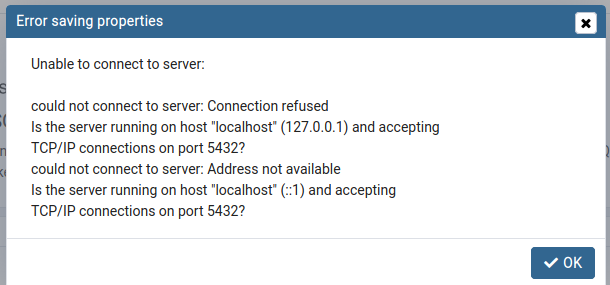 Error saving properties
Unable to connect to server:
could not connect to server: Connection refused
Is the server running on host "localhost" (127.0.0.1) and accepting
TCP/IP connections on port 5432?
could not connect to server: Address not available
Is the server running on host "localhost" (::1) and accepting
TCP/IP connections on port 5432?
OK